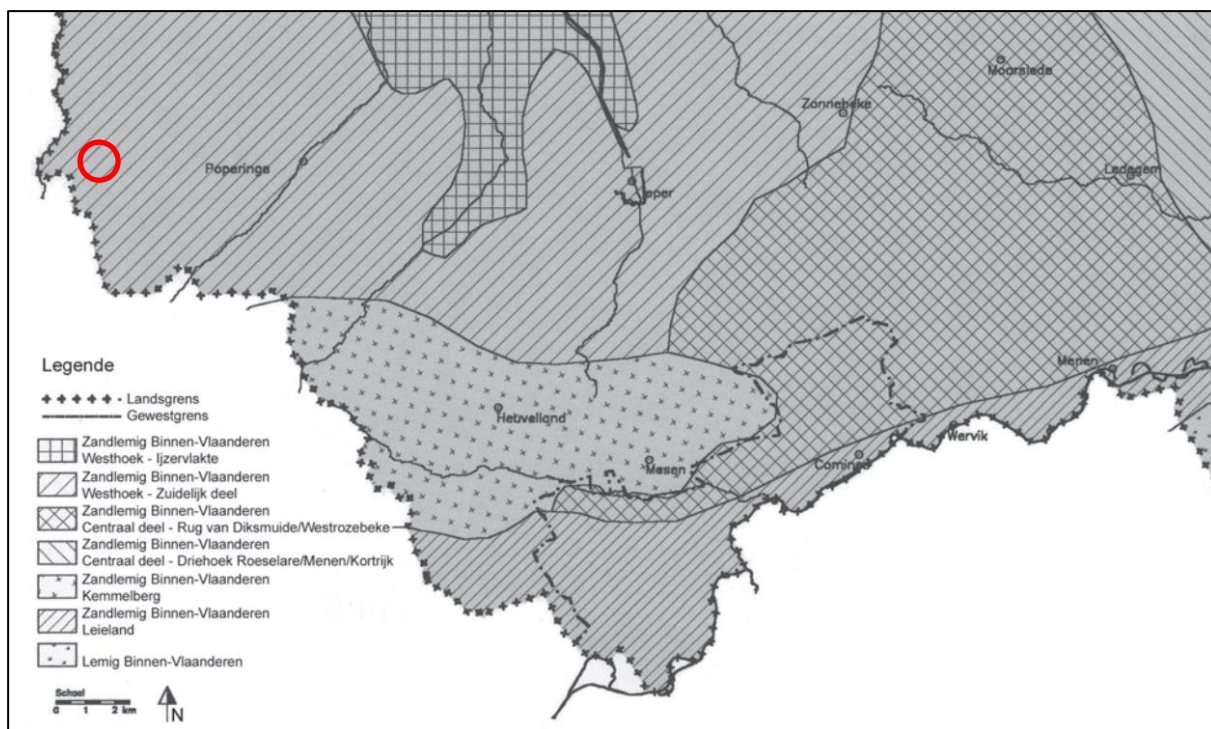 Moorslede
Zonnebeke
Poperinge
Ledegem
Ieper
Legende
Menen
Landsgrens
Gewestgrens
Heuvelland
Wervik
Zandlemig Binnen-Vlaanderen
Westhoek - Ijzervlakte
Mesen
Zandlemig Binnen-Vlaanderen
Westhoek - Zuidelijk deel
Zandlemig Binnen-Vlaanderen
Centraal deel - Rug van Diksmuide/Westrozebeke
Zandlemig Binnen-Vlaanderen
Centraal deel - Driehoek Roeselare/Menen/Kortrijk
Zandlemig Binnen-Vlaanderen
Kemmelberg
Zandlemig Binnen-Vlaanderen
Leieland
Lemig Binnen-Vlaanderen
Schaal
0 1 2 km
N